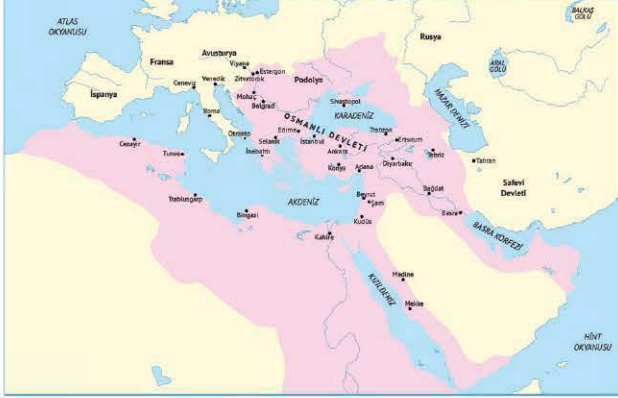 ATLAS
OKYANUSU
BALKAŞ
GÖLÜ
Rusya
Fransa
Avusturya
Viyana
Estergon
Zitvatorok
Podolya
ARAL
GÖLÜ
İspanya
Cenevir
Venedik
Mohaç
Belgrad
Sivastopol
HAZAR DENİZİ
KARADENİZ
Roma
OSMANLI DEVLETİ
Otranto
Selanik
Edirne
İstanbul
Trabzon
Erzurum
Cezayir
Tunus
İnebahtı
Ankara
Konya
Adana
Diyarbakır
Tebriz
Tahran
Safevi
Devleti
Trablusgarp
AKDENİZ
Beyrut
Şam
Bağdat
Bingazi
Kudüs
Basra
BASRA KÖRFEZİ
Kahire
KIZILDENİZ
Medine
Mekke
HİNT
OKYANUSU